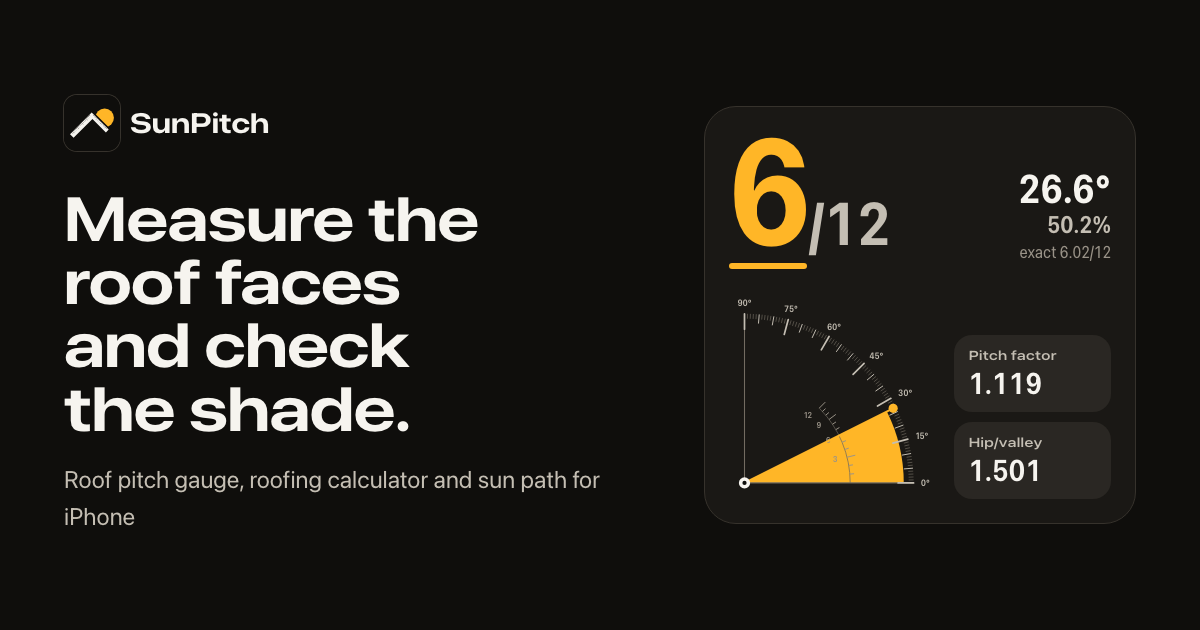 SunPitch
Measure the
roof faces
and check
the shade.
Roof pitch gauge, roofing calculator and sun path for
iPhone
6/12
26.6°
50.2%
exact 6.02/12
90°
75°
60°
45°
30°
15°
0°
12
9
3
Pitch factor
1.119
Hip/valley
1.501